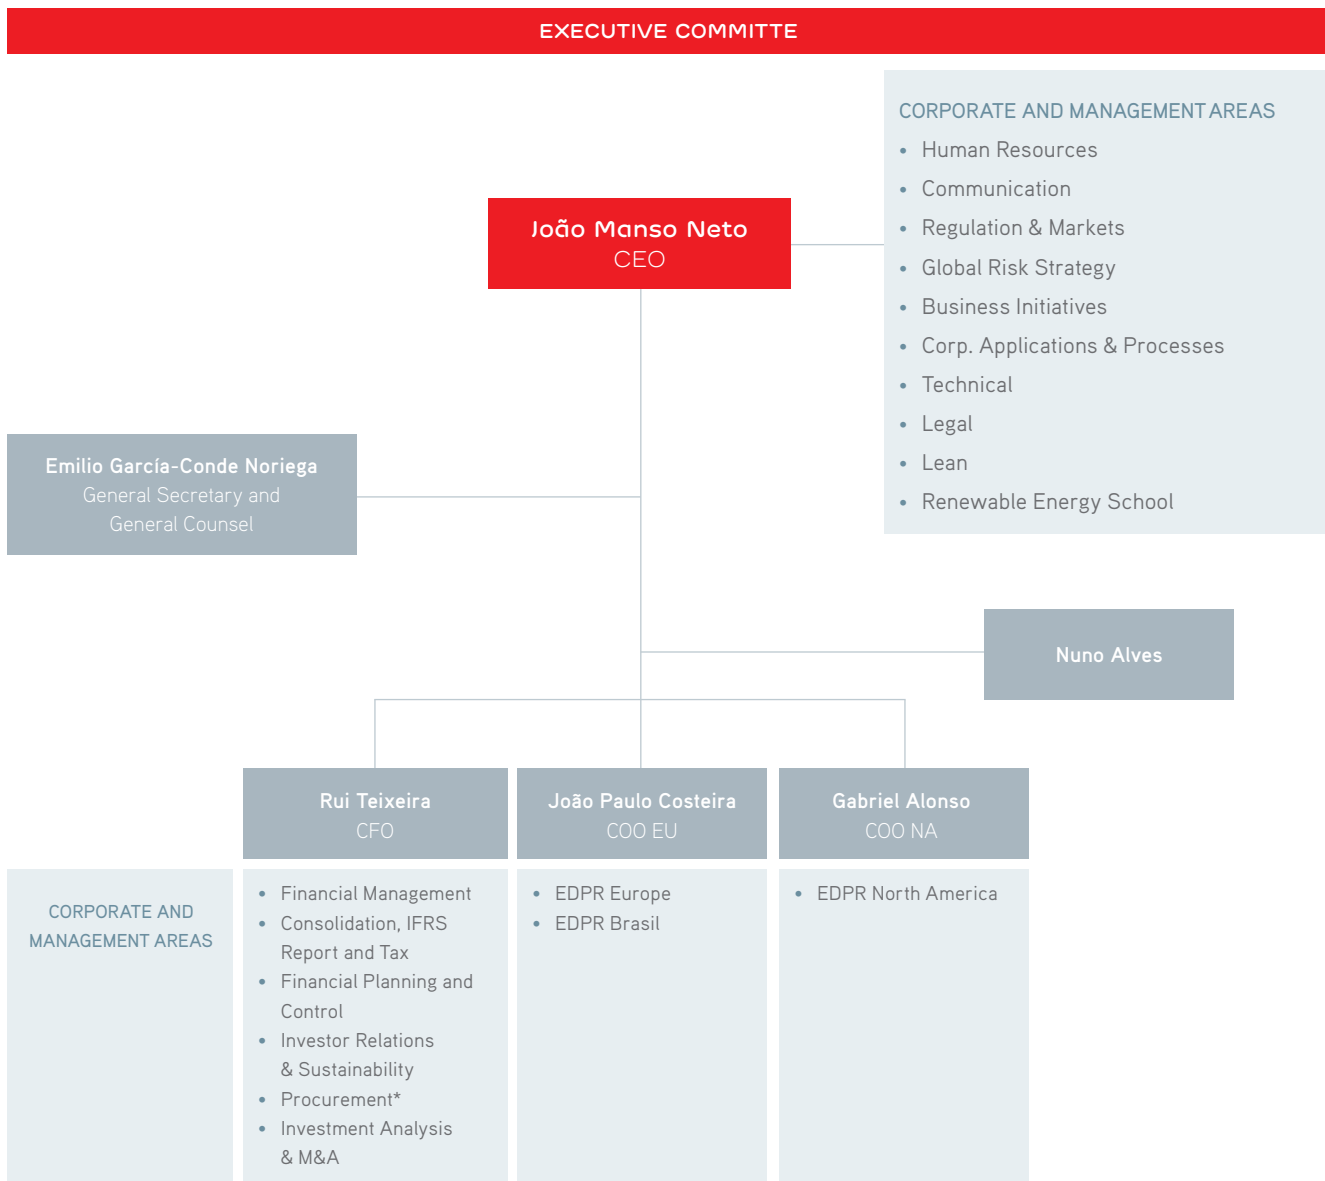 EXECUTIVE COMMITTE
CORPORATE AND MANAGEMENT AREAS
• Human Resources
• Communication
• Regulation & Markets
• Global Risk Strategy
• Business Initiatives
• Corp. Applications & Processes
• Technical
• Legal
• Lean
• Renewable Energy School
João Manso Neto
CEO
Emilio García-Conde Noriega
General Secretary and
General Counsel
Nuno Alves
Rui Teixeira
CFO
João Paulo Costeira
COO EU
Gabriel Alonso
COO NA
CORPORATE AND
MANAGEMENT AREAS
• Financial Management
• Consolidation, IFRS
Report and Tax
• Financial Planning and
Control
• Investor Relations
& Sustainability
• Procurement*
• Investment Analysis
& M&A
• EDPR Europe
• EDPR Brasil
• EDPR North America